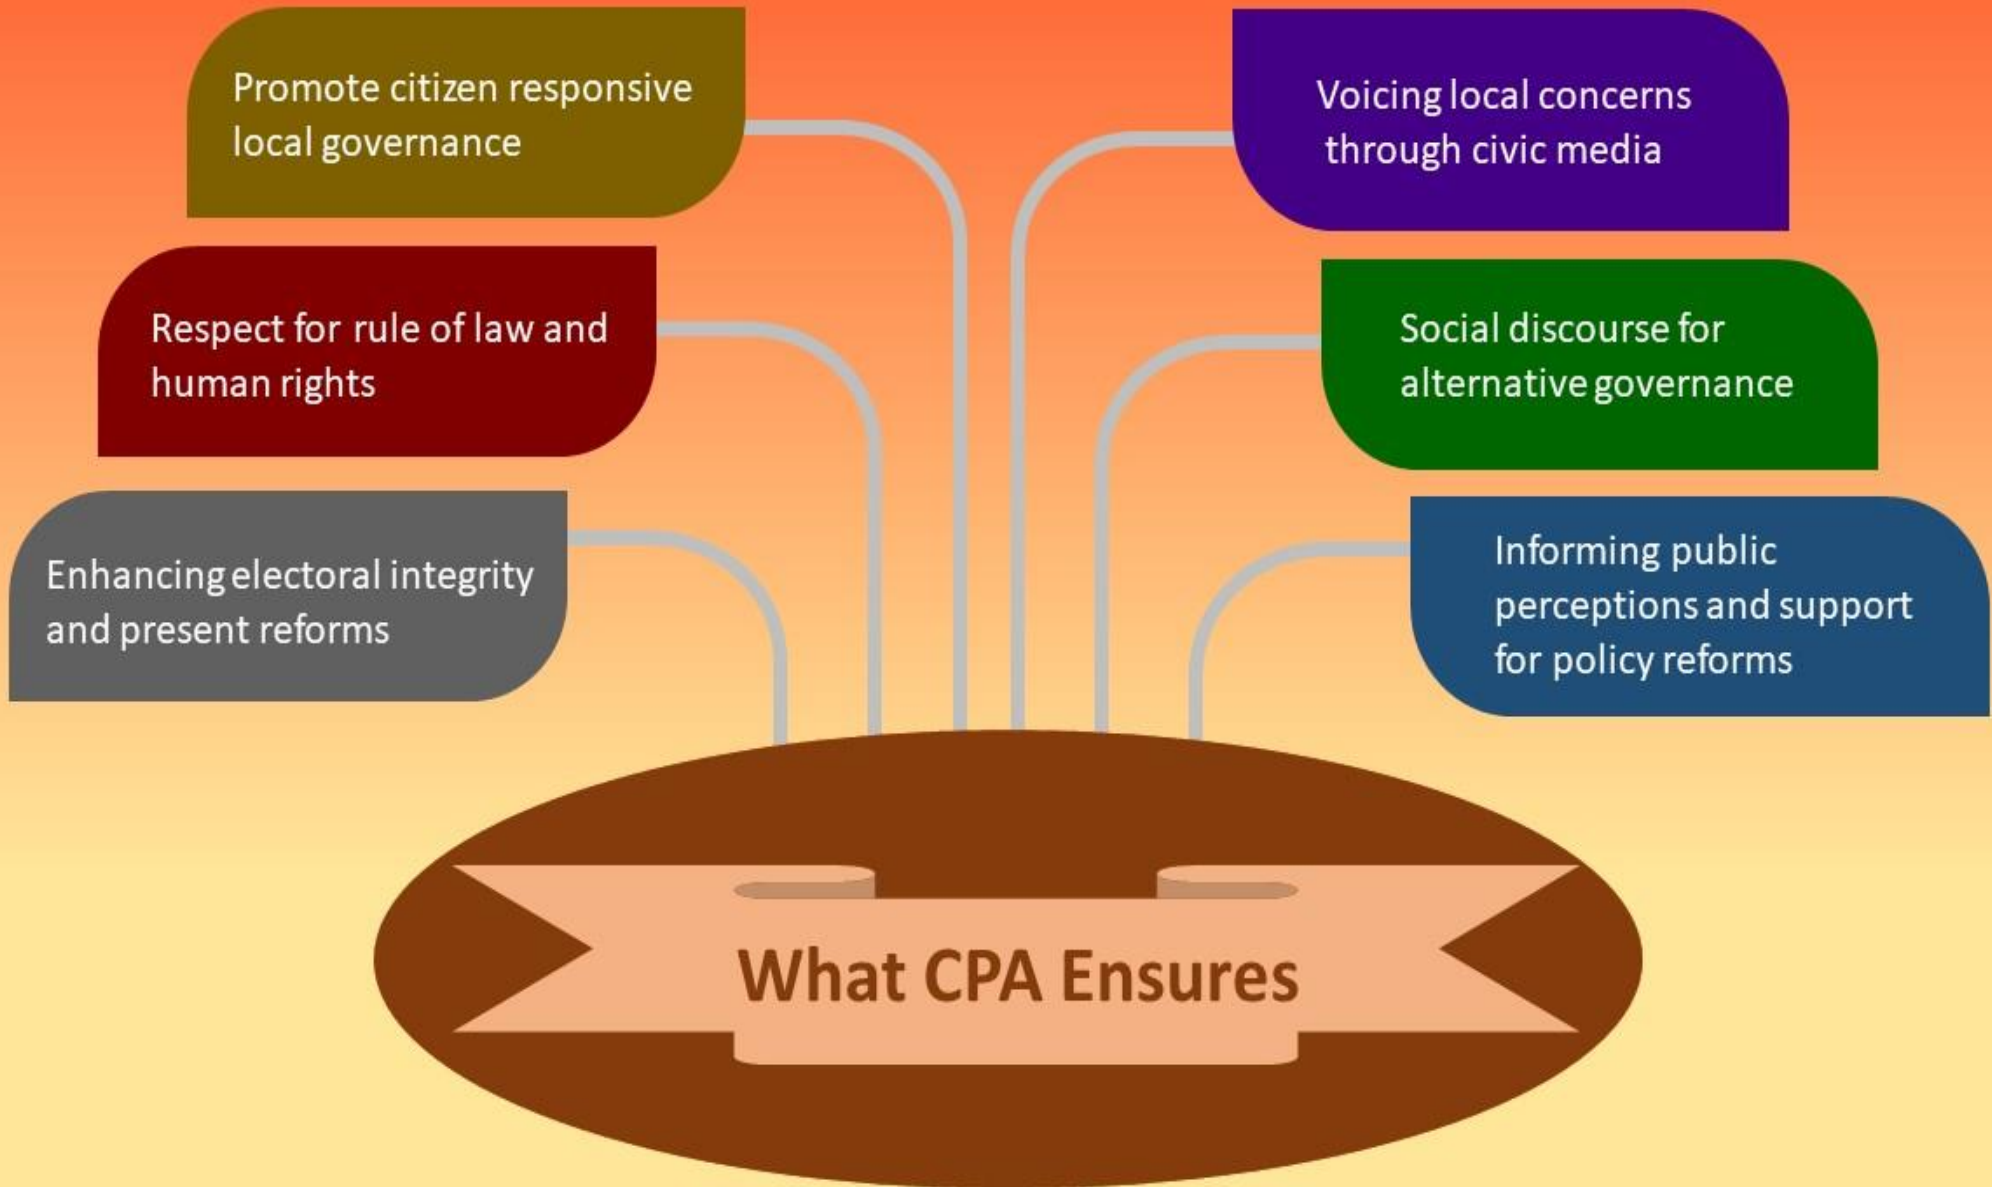 Promote citizen responsive
local governance
Respect for rule of law and
human rights
Enhancing electoral integrity
and present reforms
Voicing local concerns
through civic media
Social discourse for
alternative governance
Informing public
perceptions and support
for policy reforms
What CPA Ensures